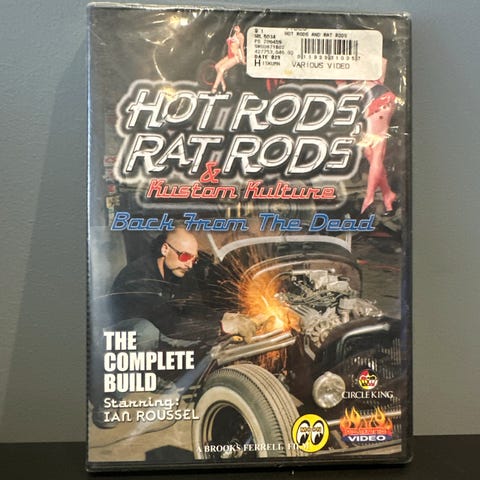 HOT RODS AND RAT RODS
VARIOUS VIDEO
HOT RODS,
RAT RODS
&
Kustom Kulture
Back From The Dead
THE
COMPLETE
BUILD
Starring:
IAN ROUSSEL
CIRCLE KING
VIDEO
A BROOKS FERRELL FILM